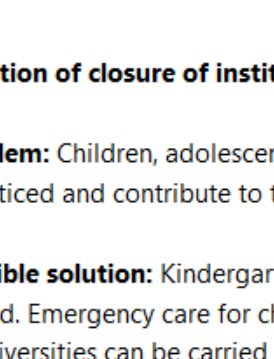 tion of closure of instit
lem: Children, adolescen
ticed and contribute to t
ible solution: Kindergar
d. Emergency care for ch
iversities can be carried